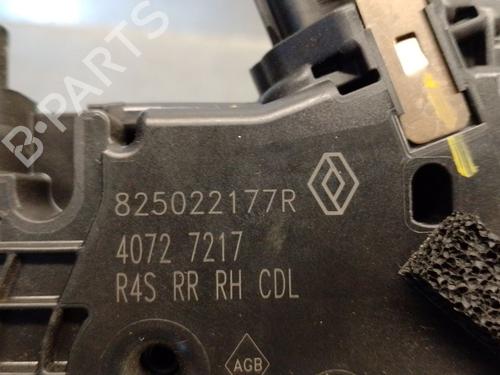 B-PARTS
825022177R
4072 7217
R4S RR RH CDL
AGB